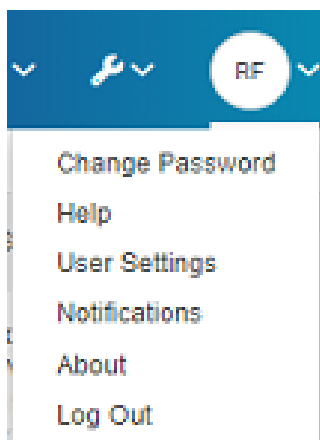 RF
Change Password
Help
User Settings
Notifications
About
Log Out